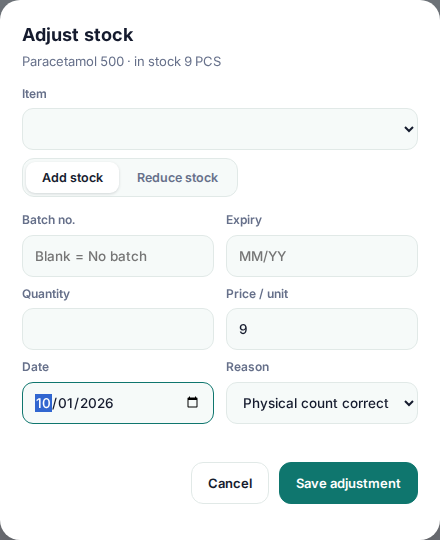 Adjust stock
Paracetamol 500 · in stock 9 PCS
Item
Add stock Reduce stock
Batch no. Expiry
Blank = No batch MM/YY
Quantity Price / unit
9
Date Reason
10/01/2026 Physical count correct
Cancel Save adjustment